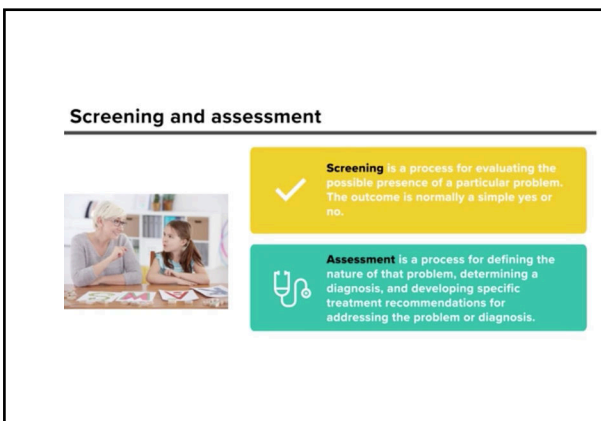 Screening and assessment
Screening is a process for evaluating the
possible presence of a particular problem.
The outcome is normally a simple yes or
no.
Assessment is a process for defining the
nature of that problem, determining a
diagnosis, and developing specific
treatment recommendations for
addressing the problem or diagnosis.